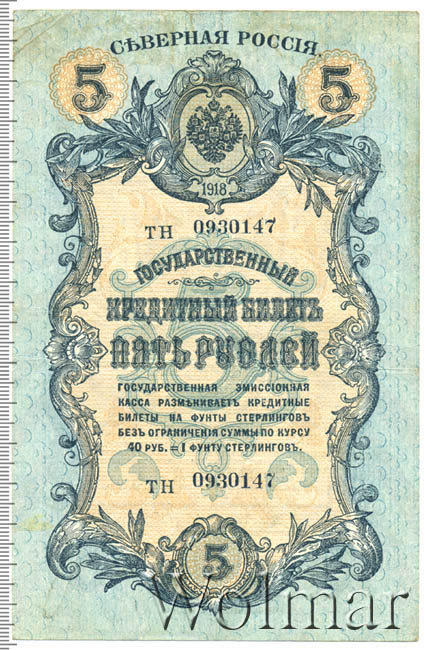 СѢВЕРНАЯ РОССІЯ
5 5
1918
ТН 0930147
ГОСУДАРСТВЕННЫЙ
КРЕДИТНЫЙ БИЛЕТЪ
ПЯТЬ РУБЛЕЙ
ГОСУДАРСТВЕННАЯ ЭМИССІОННАЯ
КАССА РАЗМѢНИВАЕТЪ КРЕДИТНЫЕ
БИЛЕТЫ НА ФУНТЫ СТЕРЛИНГОВЪ
БЕЗЪ ОГРАНИЧЕНІЯ СУММЫ ПО КУРСУ
40 РУБ. = 1 ФУНТУ СТЕРЛИНГОВЪ.
ТН 0930147
5
Wolmar